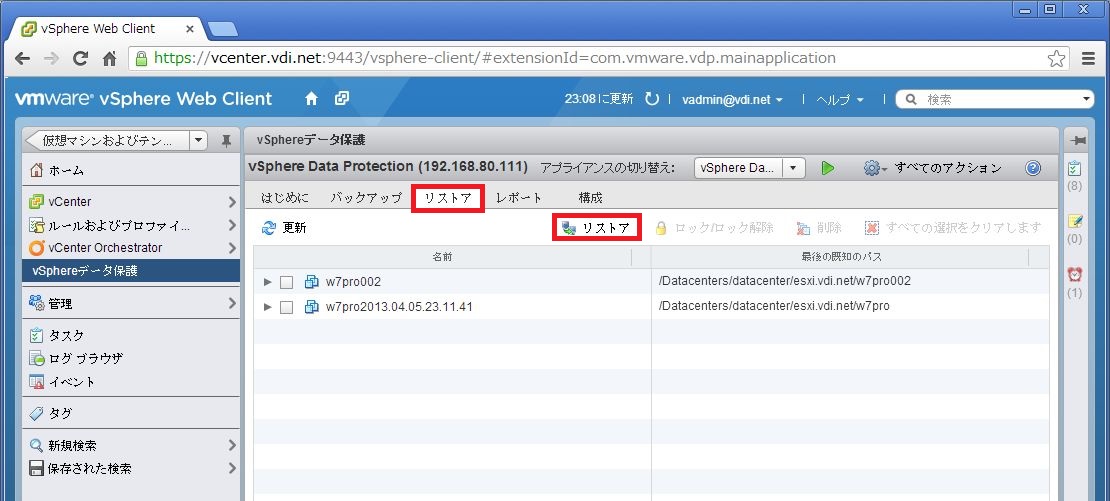 vSphere Web Client
https://vcenter.vdi.net:9443/vsphere-client/#extensionId=com.vmware.vdp.mainapplication
vmware® vSphere Web Client 23:08 に更新 vadmin@vdi.net ヘルプ 検索
仮想マシンおよびテン... vSphereデータ保護
ホーム vSphere Data Protection (192.168.80.111) アプライアンスの切り替え: vSphere Da... すべてのアクション
(8)
vCenter はじめに バックアップ リストア レポート 構成
ルールおよびプロファイ... 更新 リストア ロック/ロック解除 削除 すべての選択をクリアします
(0)
vCenter Orchestrator 名前 最後の既知のパス
vSphereデータ保護 w7pro002 /Datacenters/datacenter/esxi.vdi.net/w7pro002
(1)
管理 w7pro2013.04.05.23.11.41 /Datacenters/datacenter/esxi.vdi.net/w7pro
タスク
ログ ブラウザ
イベント
タグ
新規検索
保存された検索